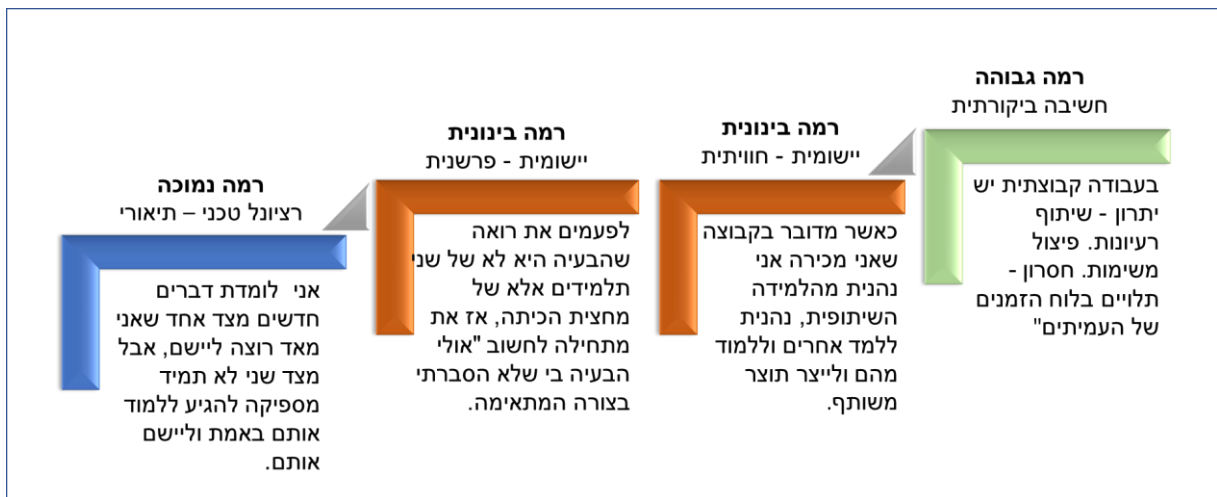 רמה גבוהה
חשיבה ביקורתית
בעבודה קבוצתית יש
יתרון - שיתוף
רעיונות. פיצול
משימות. חסרון -
תלויים בלוח הזמנים
של העמיתים"
רמה בינונית
יישומית - חוויתית
כאשר מדובר בקבוצה
שאני מכירה אני
נהנית מהלמידה
השיתופית, נהנית
ללמד אחרים וללמוד
מהם ולייצר תוצר
משותף.
רמה בינונית
יישומית - פרשנית
לפעמים את רואה
שהבעיה היא לא של שני
תלמידים אלא של
מחצית הכיתה, אז את
מתחילה לחשוב "אולי
הבעיה בי שלא הסברתי
בצורה המתאימה.
רמה נמוכה
רציונל טכני – תיאורי
אני לומדת דברים
חדשים מצד אחד שאני
מאד רוצה ליישם, אבל
מצד שני לא תמיד
מספיקה להגיע ללמוד
אותם באמת וליישם
אותם.